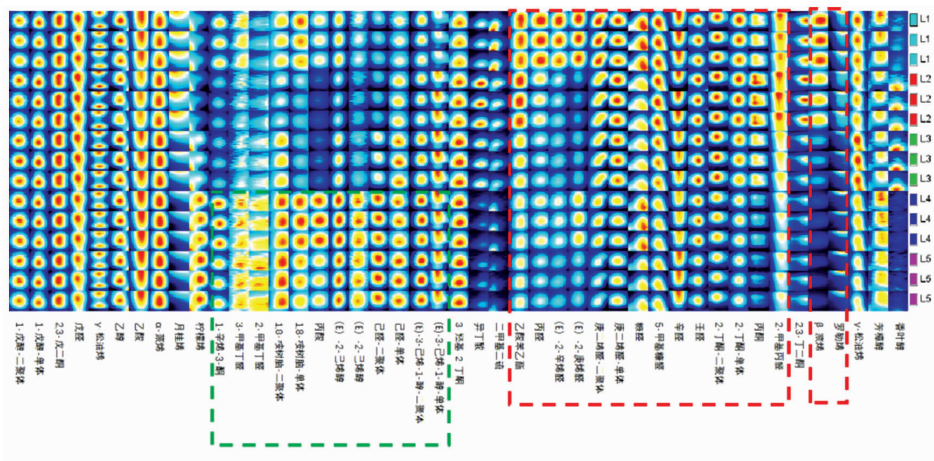 L1
L1
L1
L2
L2
L2
L3
L3
L3
L4
L4
L4
L5
L5
L5
1-戊醇-二聚体
1-戊醇-单体
2,3-戊二酮
戊醛
γ-松油烯
乙醇
乙酸
α-蒎烯
月桂烯
柠檬烯
1-辛烯-3-酮
3-甲基丁醛
2-甲基丁醛
1,8-桉树脂-二聚体
1,8-桉树脂-单体
丙酸
(E)-2-己烯醇
(E)-2-己烯醇
己醛-二聚体
己醛-单体
(E)-3-己烯-1-醇-二聚体
(E)-3-己烯-1-醇-单体
3-羟基-2-丁酮
异丁酸
二甲基二硫
乙酸苯乙酯
丙醛
(E)-2-辛烯醛
(E)-2-庚烯醛
庚二烯醛-二聚体
庚二烯醛-单体
糠醛
5-甲基糠醛
辛醛
壬醛
2-丁酮-二聚体
2-丁酮-单体
丙酮
2-甲基丙醛
2,3-丁二酮
β-蒎烯
罗勒烯
γ-松油烯
芳樟醇
香叶醇